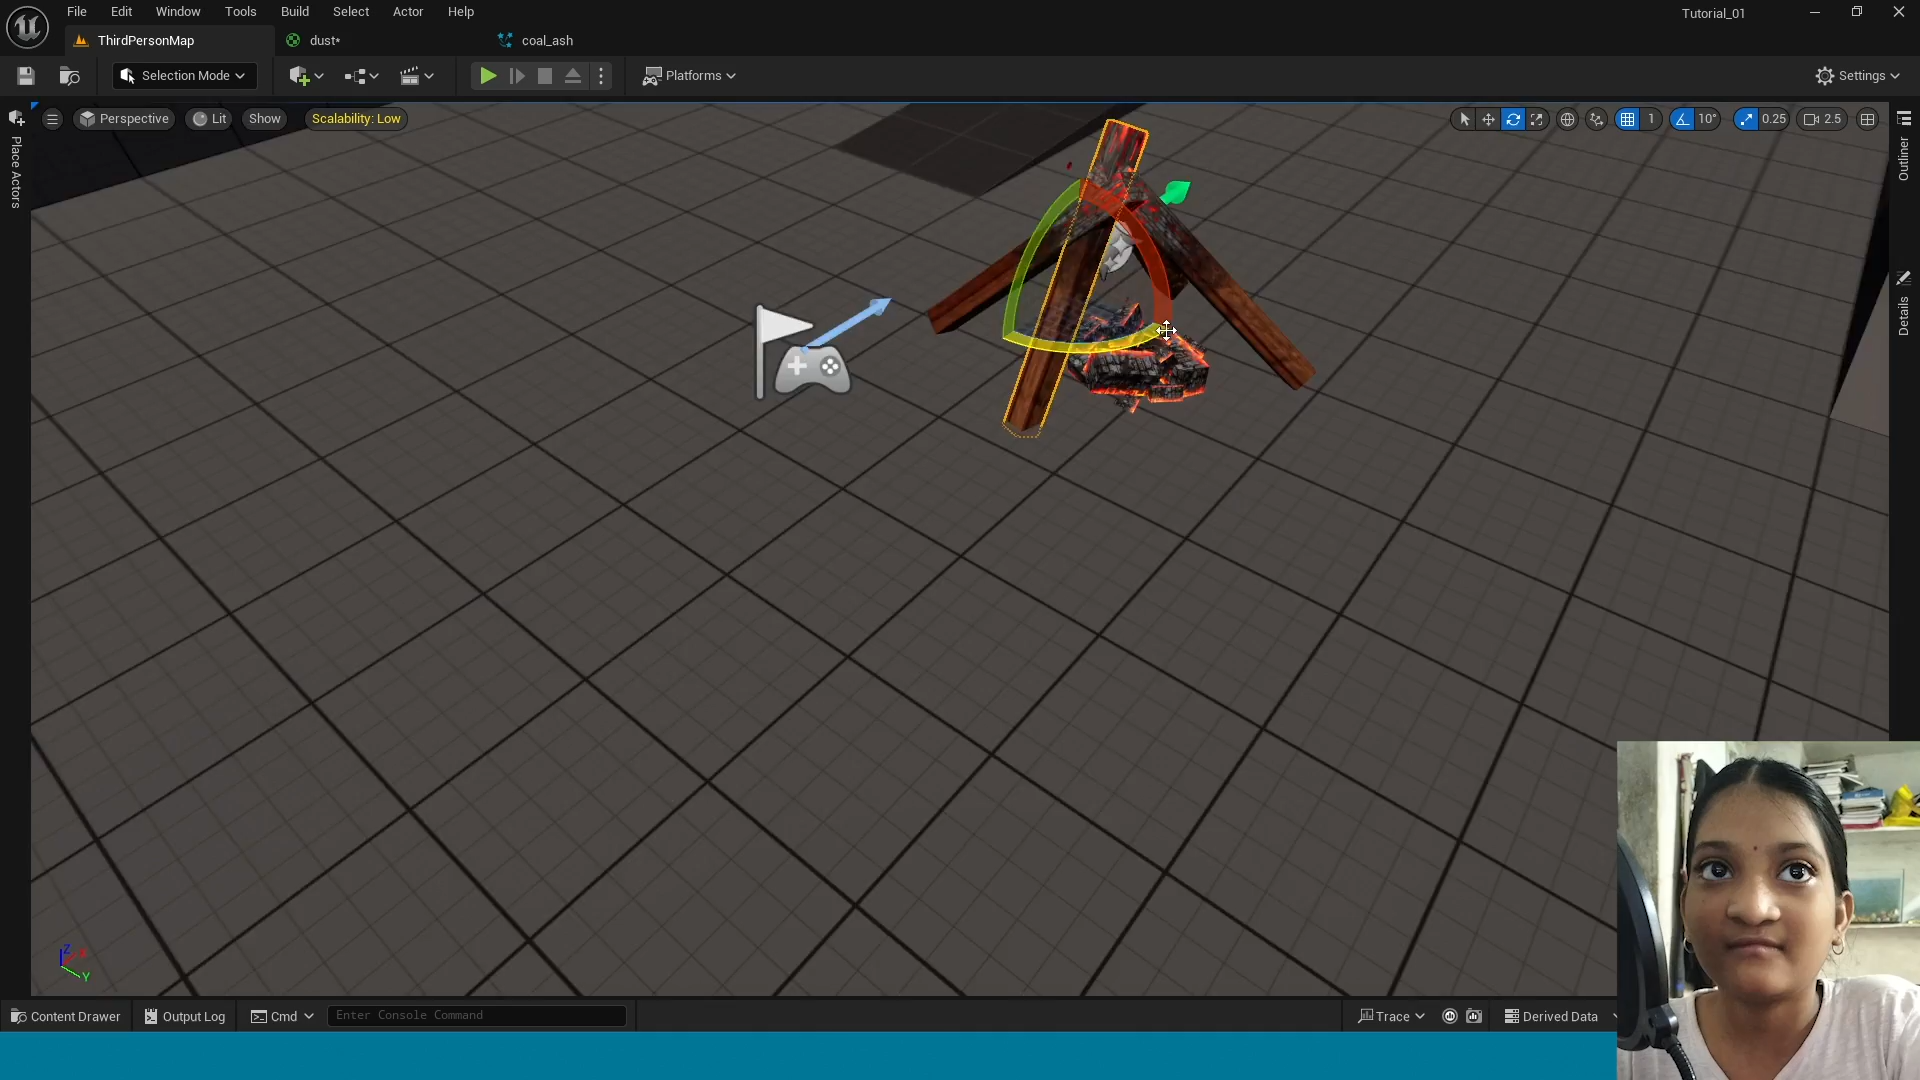 File Edit Window Tools Build Select Actor Help
Tutorial_01
ThirdPersonMap dust* coal_ash
Selection Mode Platforms Settings
Perspective Lit Show Scalability: Low 1 10° 0.25 2.5
Place Actors
Outliner
Details
Z
Y
Content Drawer Output Log Cmd Enter Console Command Trace Derived Data